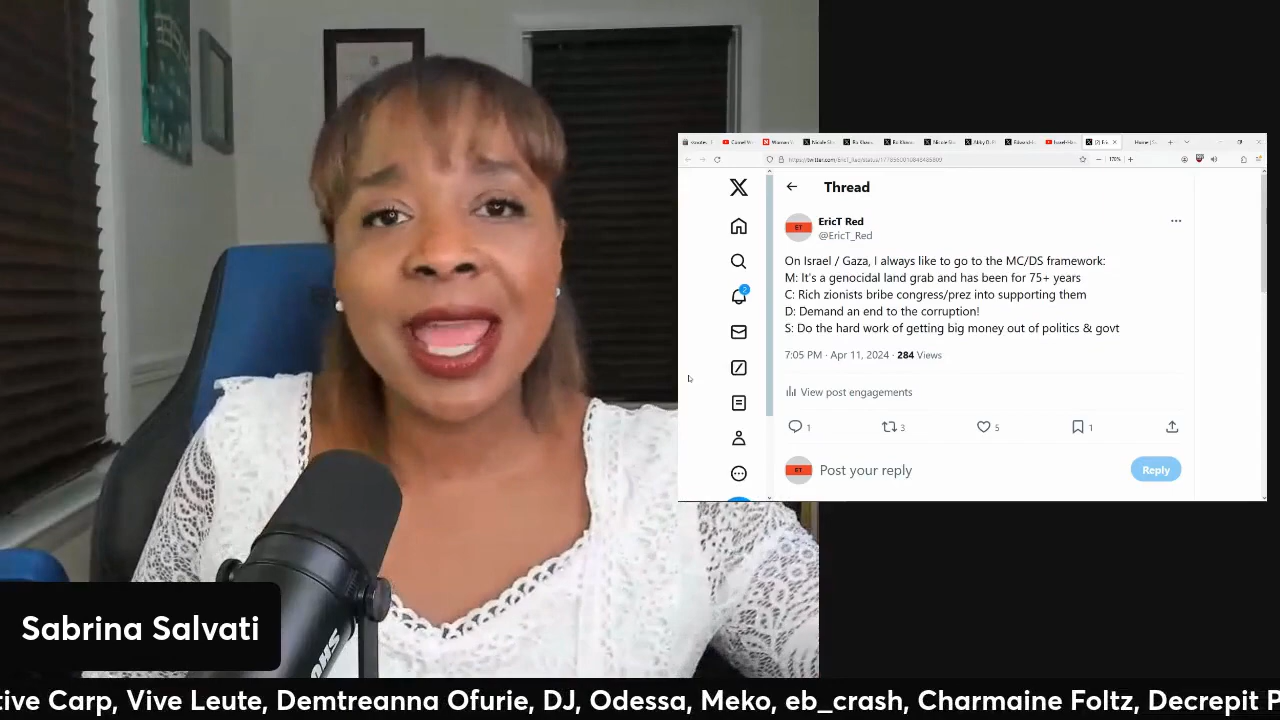 Thread
EricT Red
@EricT_Red
On Israel / Gaza, I always like to go to the MC/DS framework:
M: It's a genocidal land grab and has been for 75+ years
C: Rich zionists bribe congress/prez into supporting them
D: Demand an end to the corruption!
S: Do the hard work of getting big money out of politics & govt
7:05 PM · Apr 11, 2024 · 284 Views
View post engagements
1 3 5 1
ET Post your reply Reply
Sabrina Salvati
tive Carp, Vive Leute, Demtreanna Ofurie, DJ, Odessa, Meko, eb_crash, Charmaine Foltz, Decrepit P